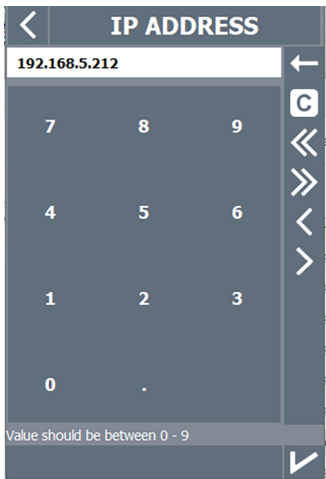 IP ADDRESS
192.168.5.212
C
7 8 9
4 5 6
1 2 3
0 .
Value should be between 0 - 9